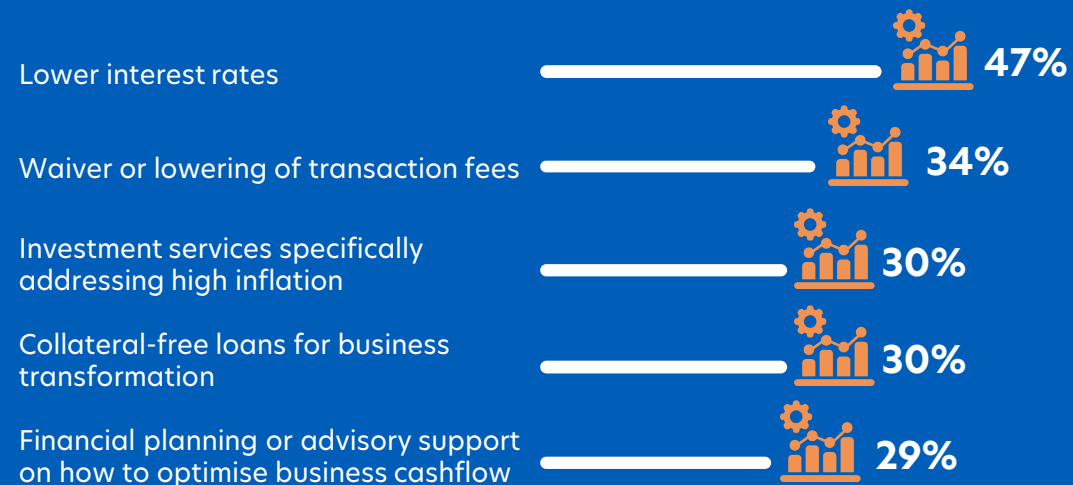 Lower interest rates
47%
Waiver or lowering of transaction fees
34%
Investment services specifically
addressing high inflation
30%
Collateral-free loans for business
transformation
30%
Financial planning or advisory support
on how to optimise business cashflow
29%